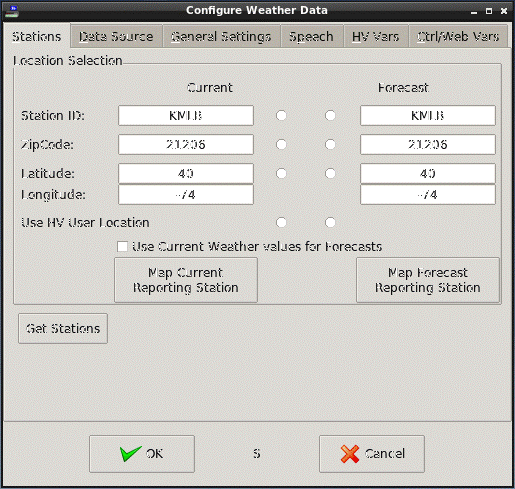 Configure Weather Data
Stations Data Source General Settings Speech HV Vars Ctrl/Web Vars
Location Selection
Current Forecast
Station ID: KMLB KMLB
zipCode: 21206 21206
Latitude: 40 40
Longitude: -74 -74
Use HV User Location
Use Current Weather values for Forecasts
Map Current Reporting Station Map Forecast Reporting Station
Get Stations
OK S Cancel